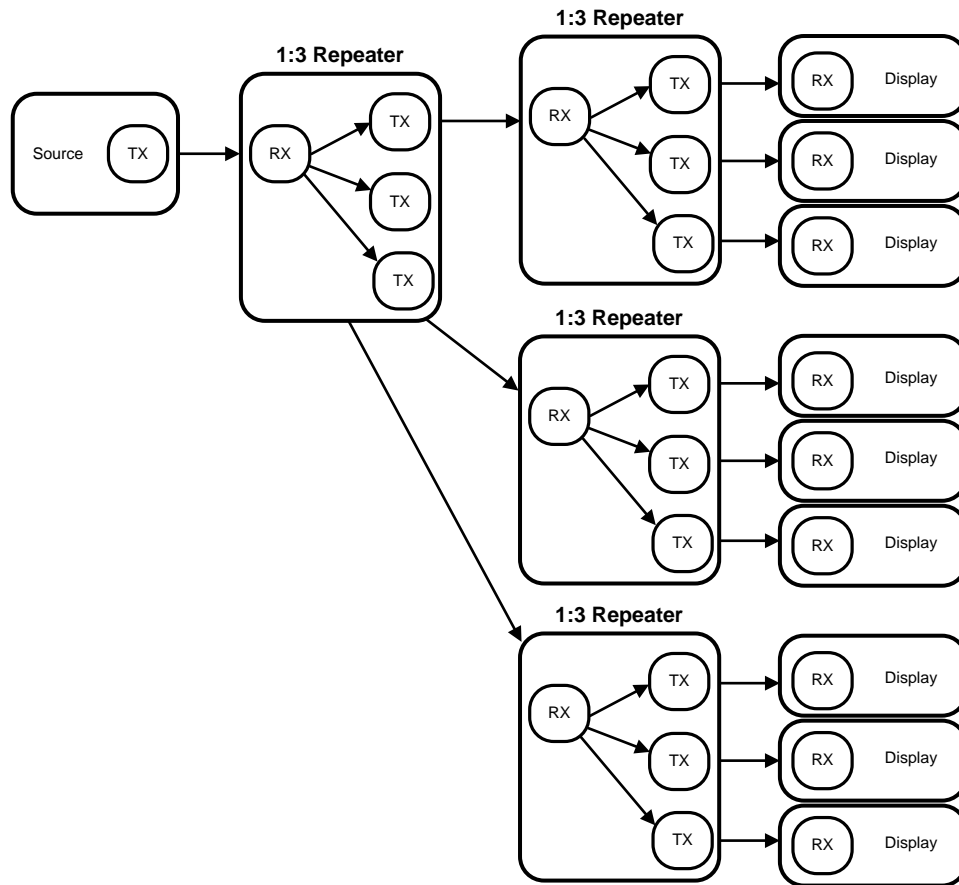 1:3 Repeater
Source
TX
RX
TX
TX
TX
1:3 Repeater
RX
TX
TX
TX
RX
Display
RX
Display
RX
Display
1:3 Repeater
RX
TX
TX
TX
RX
Display
RX
Display
RX
Display
1:3 Repeater
RX
TX
TX
TX
RX
Display
RX
Display
RX
Display